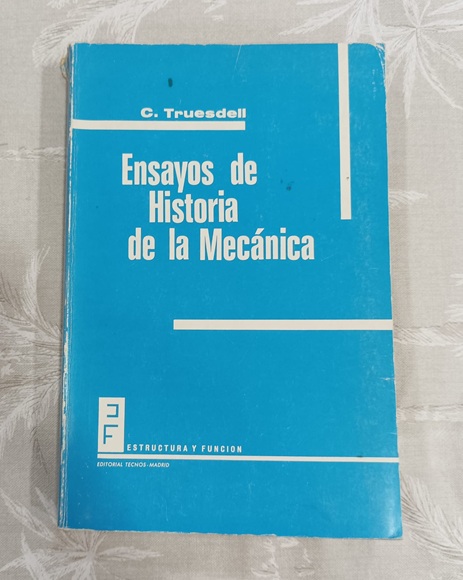 C. Truesdell
Ensayos de
Historia
de la Mecánica
EF
ESTRUCTURA Y FUNCION
EDITORIAL TECNOS-MADRID